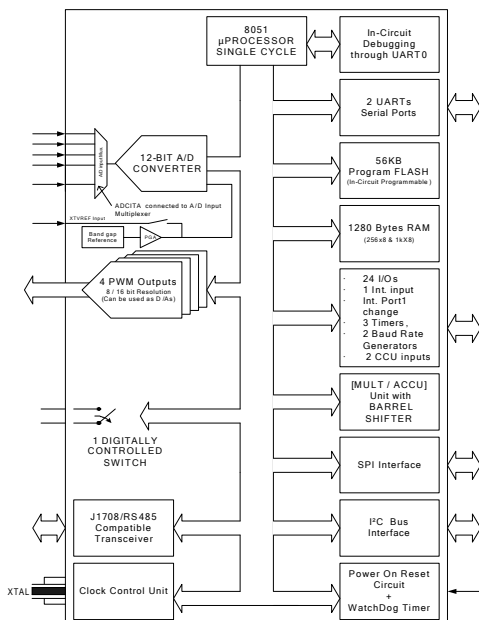 8051
µPROCESSOR
SINGLE CYCLE
In-Circuit
Debugging
through UART0
2 UARTs
Serial Ports
12-BIT A/D
CONVERTER
A/D Input Mux
ADCITA connected to A/D Input
Multiplexer
56KB
Program FLASH
(In-Circuit Programmable)
XTVREF Input
Band gap
Reference
PGA
1280 Bytes RAM
(256x8 & 1kX8)
4 PWM Outputs
8 / 16 bit Resolution
(Can be used as D/As)
· 24 I/Os
· 1 Int. input
Int. Port1
change
· 3 Timers,
· 2 Baud Rate
Generators
· 2 CCU inputs
[MULT / ACCU]
Unit with
BARREL
SHIFTER
1 DIGITALLY
CONTROLLED
SWITCH
SPI Interface
J1708/RS485
Compatible
Transceiver
I²C Bus
Interface
XTAL
Clock Control Unit
Power On Reset
Circuit
+
WatchDog Timer